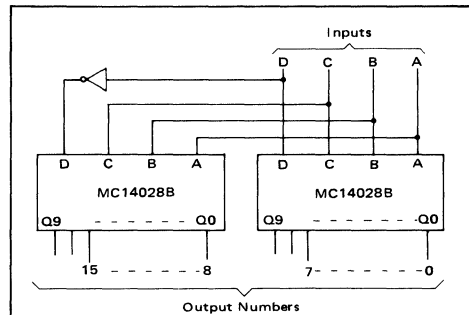 Inputs
D C B A
D C B A D C B A
MC14028B MC14028B
Q9 - - - - - - Q0 Q9 - - - - - - Q0
15 - - - - - - 8 7 - - - - - - - 0
Output Numbers